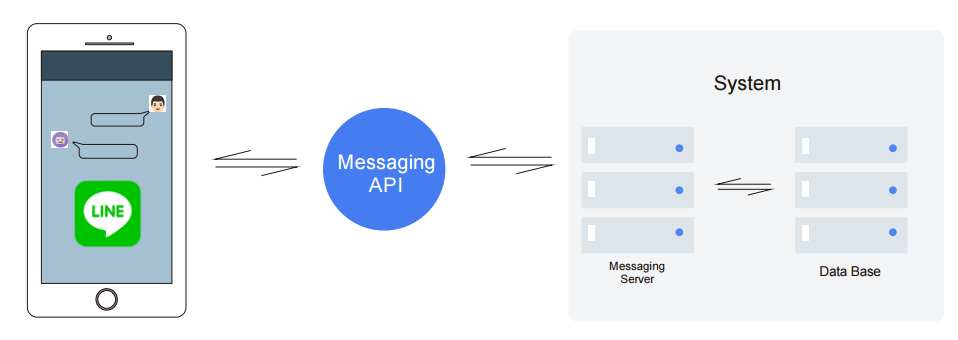 LINE
Messaging
API
System
Messaging
Server
Data Base